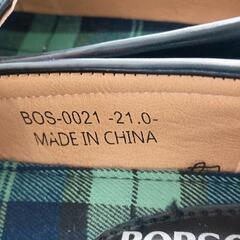 BOS-0021 -21.0-
MADE IN CHINA